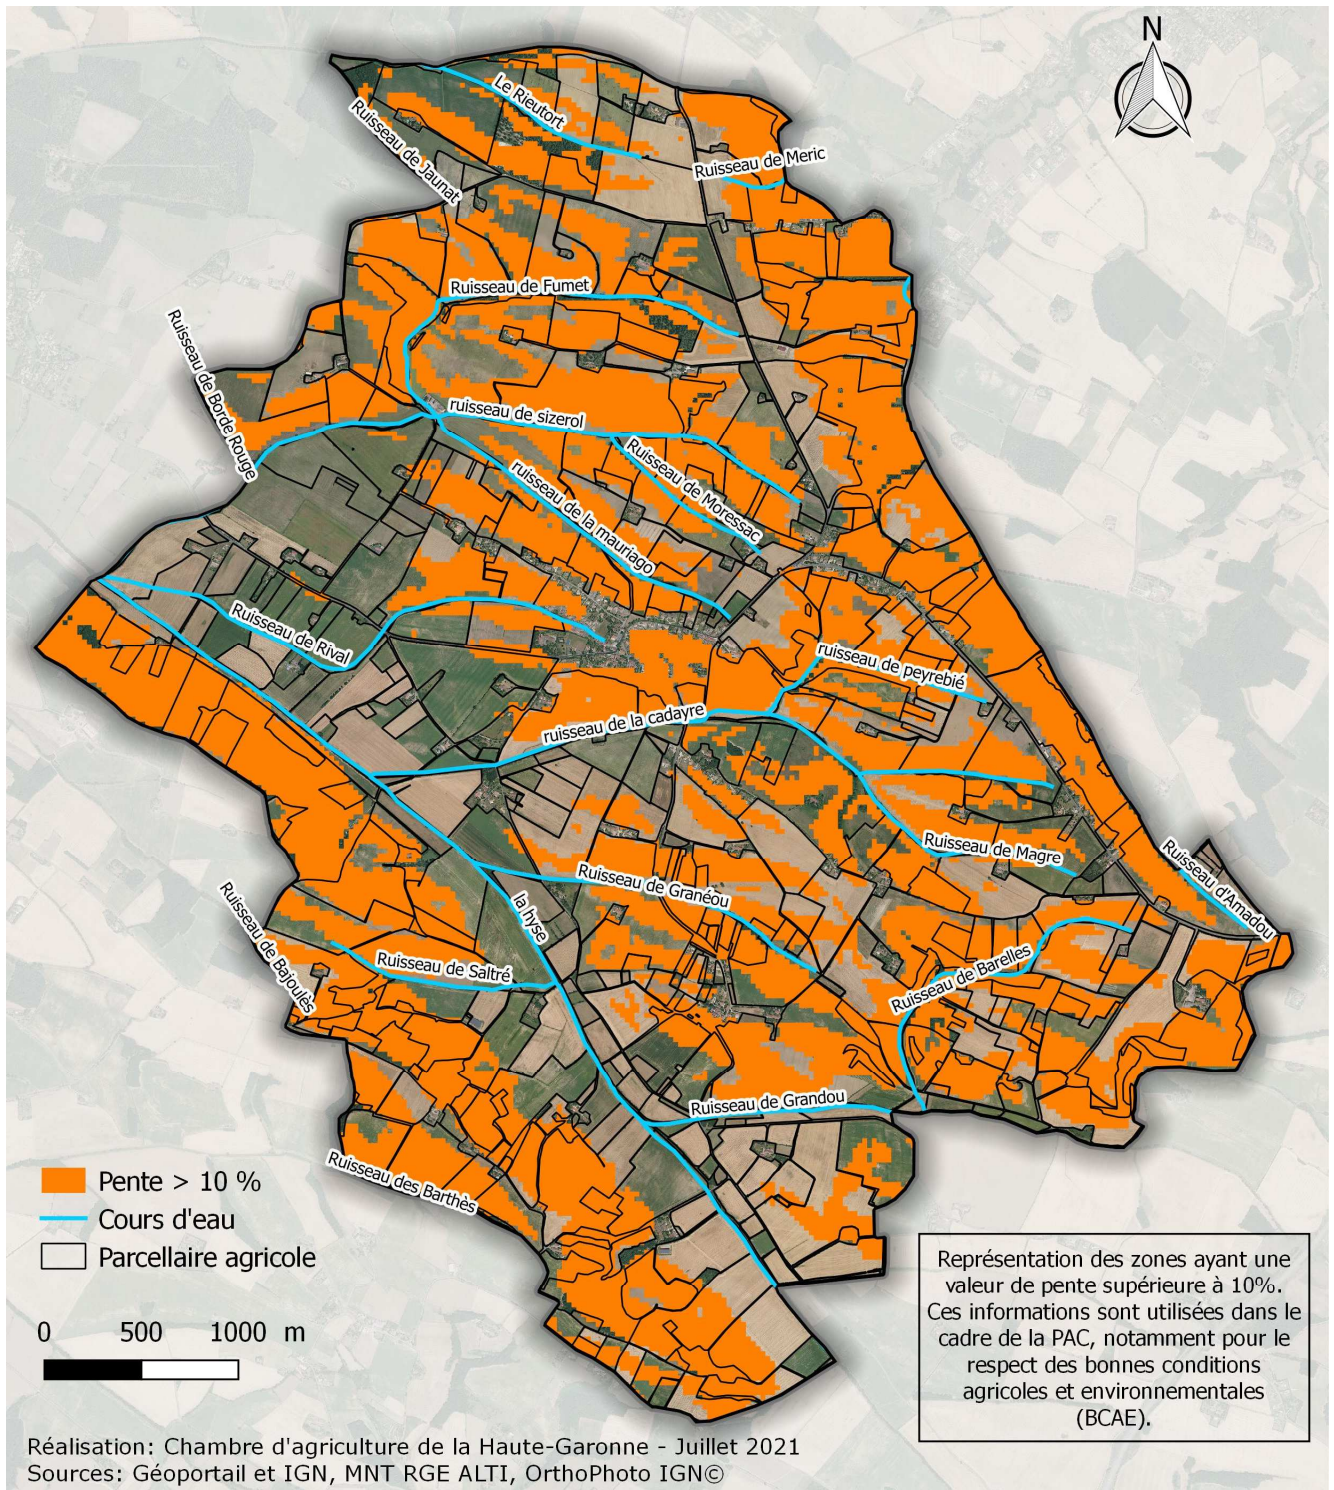 N
Le Rieutort
Ruisseau de Jaunat
Ruisseau de Meric
Ruisseau de Fumet
Ruisseau de Borde Rouge
ruisseau de sizerol
Ruisseau de Moressac
ruisseau de la mauriago
Ruisseau de Rival
ruisseau de peyrebié
ruisseau de la cadayre
Ruisseau de Magre
Ruisseau d'Amadou
Ruisseau de Granéou
la hyse
Ruisseau de Bajoulès
Ruisseau de Saltré
Ruisseau de Barelles
Ruisseau de Grandou
Ruisseau des Barthès
Pente > 10 %
Cours d'eau
Parcellaire agricole
0 500 1000 m
Représentation des zones ayant une
valeur de pente supérieure à 10%.
Ces informations sont utilisées dans le
cadre de la PAC, notamment pour le
respect des bonnes conditions
agricoles et environnementales
(BCAE).
Réalisation: Chambre d'agriculture de la Haute-Garonne - Juillet 2021
Sources: Géoportail et IGN, MNT RGE ALTI, OrthoPhoto IGN©